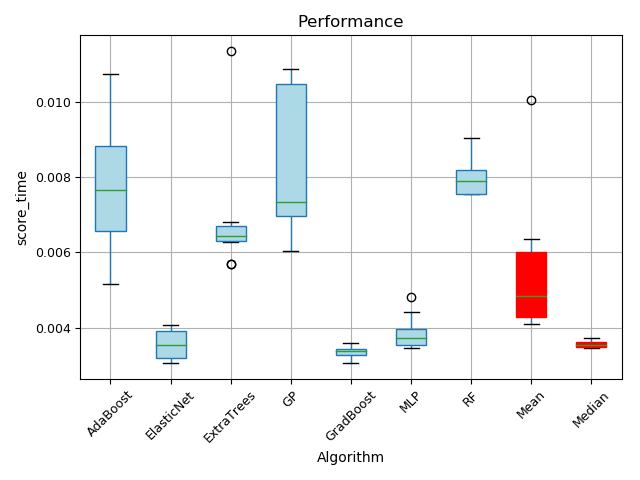 Performance
score_time
0.010
0.008
0.006
0.004
AdaBoost
ElasticNet
ExtraTrees
GP
GradBoost
MLP
RF
Mean
Median
Algorithm